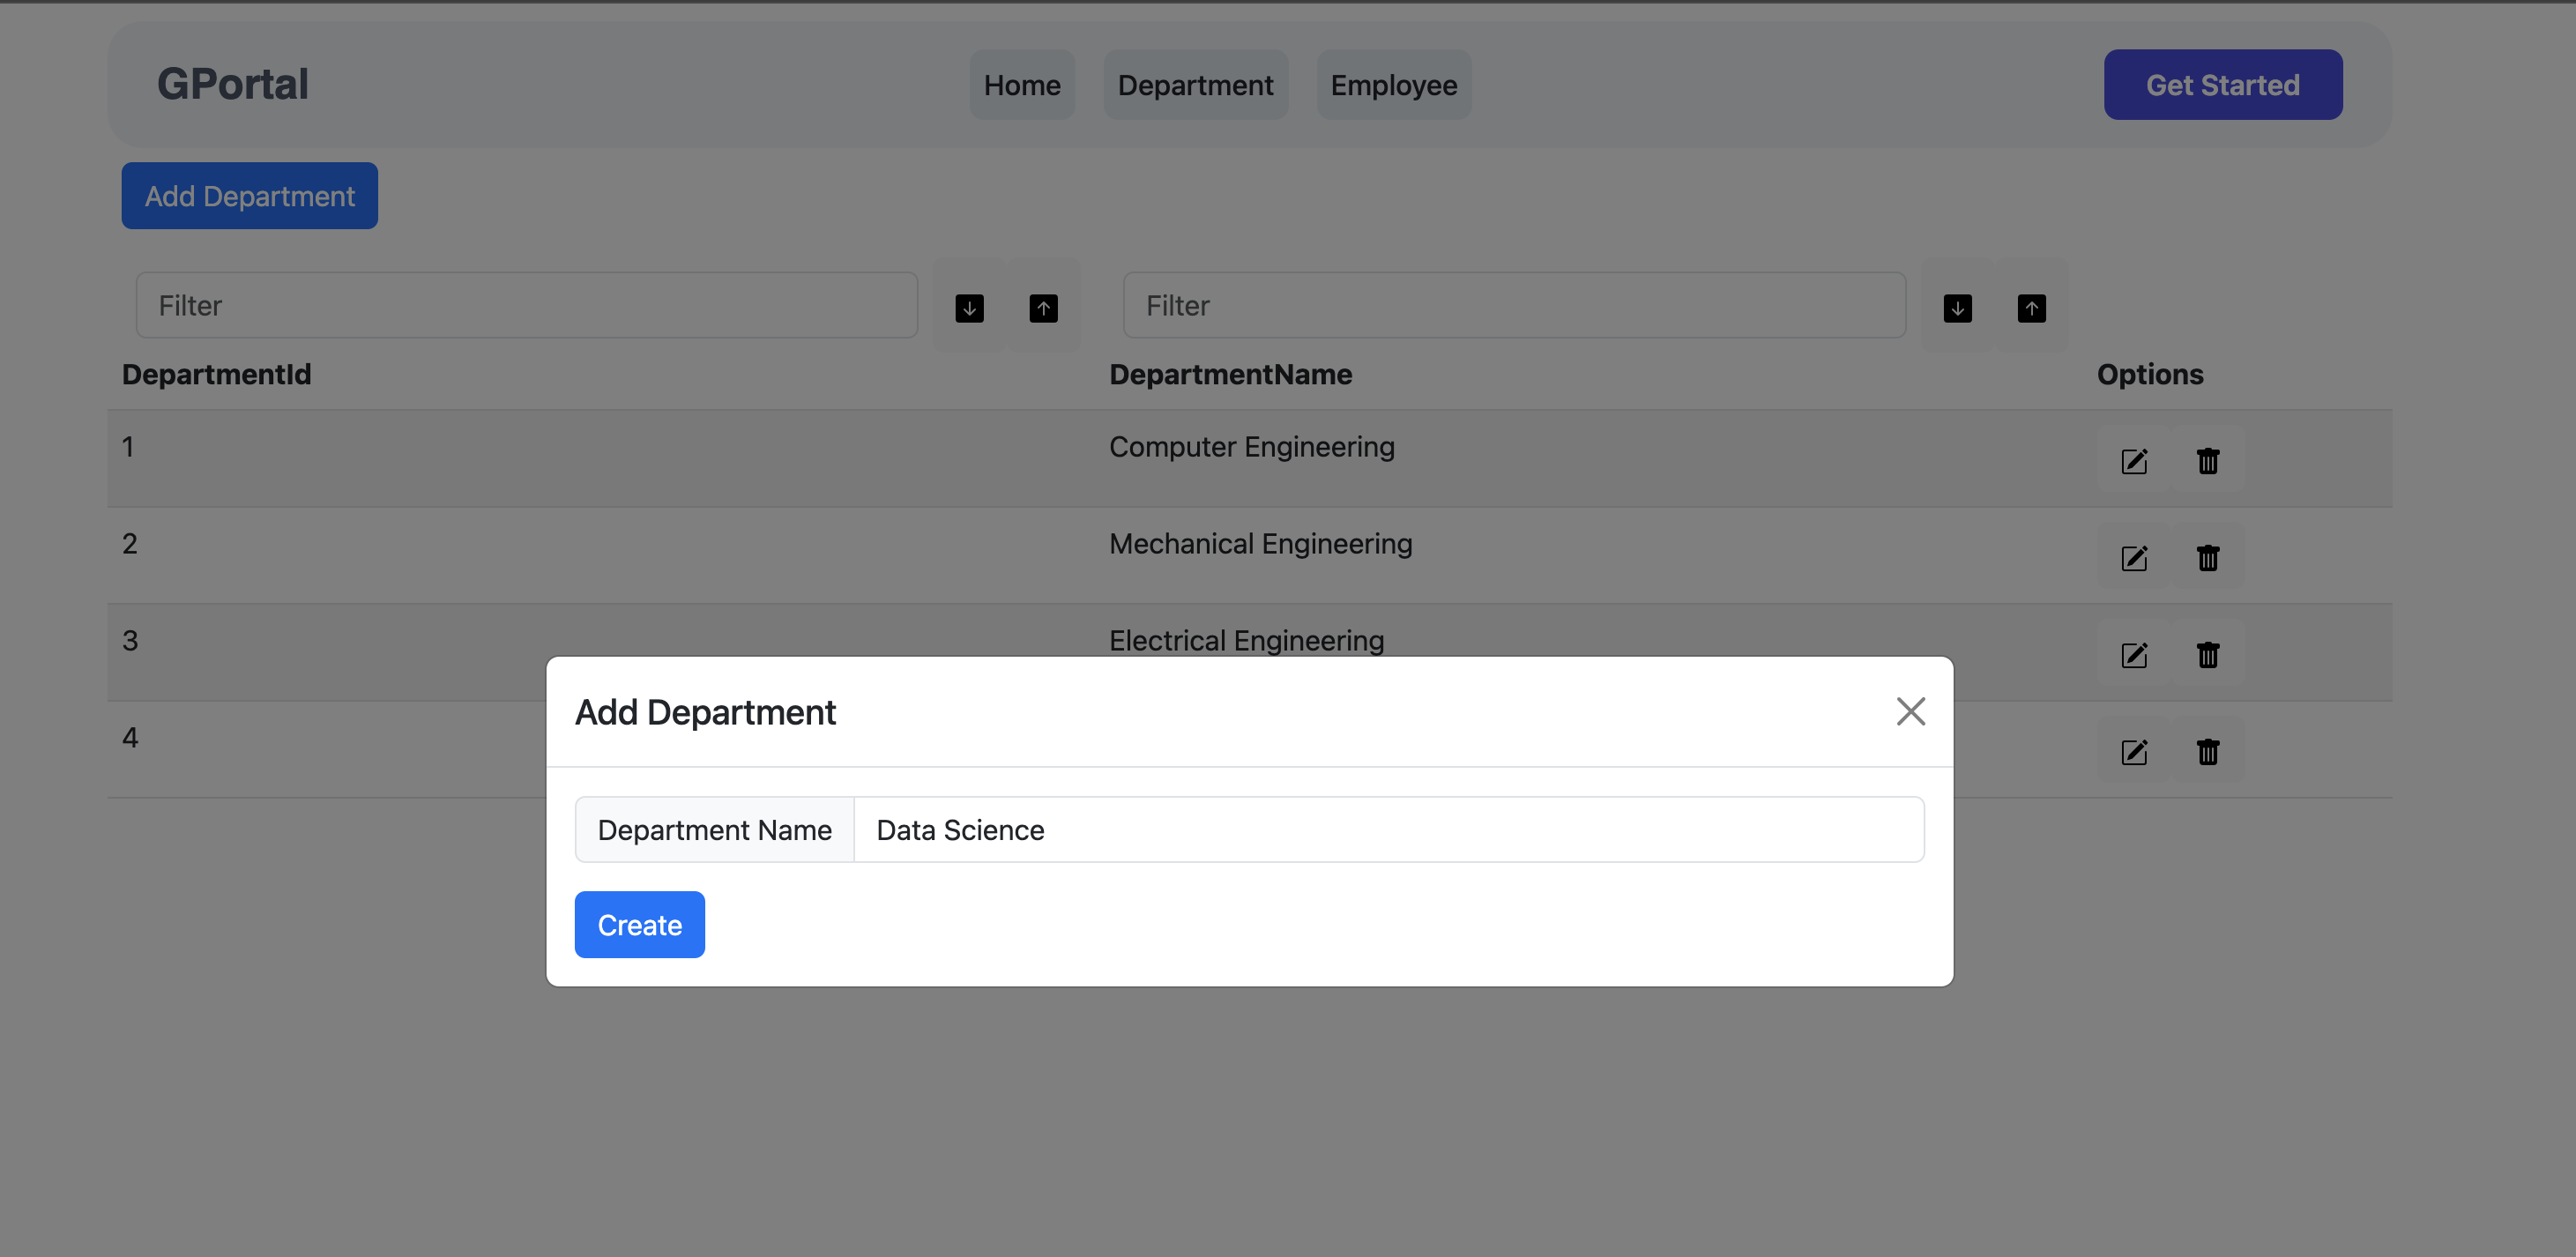 GPortal
Home Department Employee
Get Started
Add Department
Filter Filter
DepartmentId DepartmentName Options
1 Computer Engineering
2 Mechanical Engineering
3 Electrical Engineering
4
Add Department
Department Name Data Science
Create